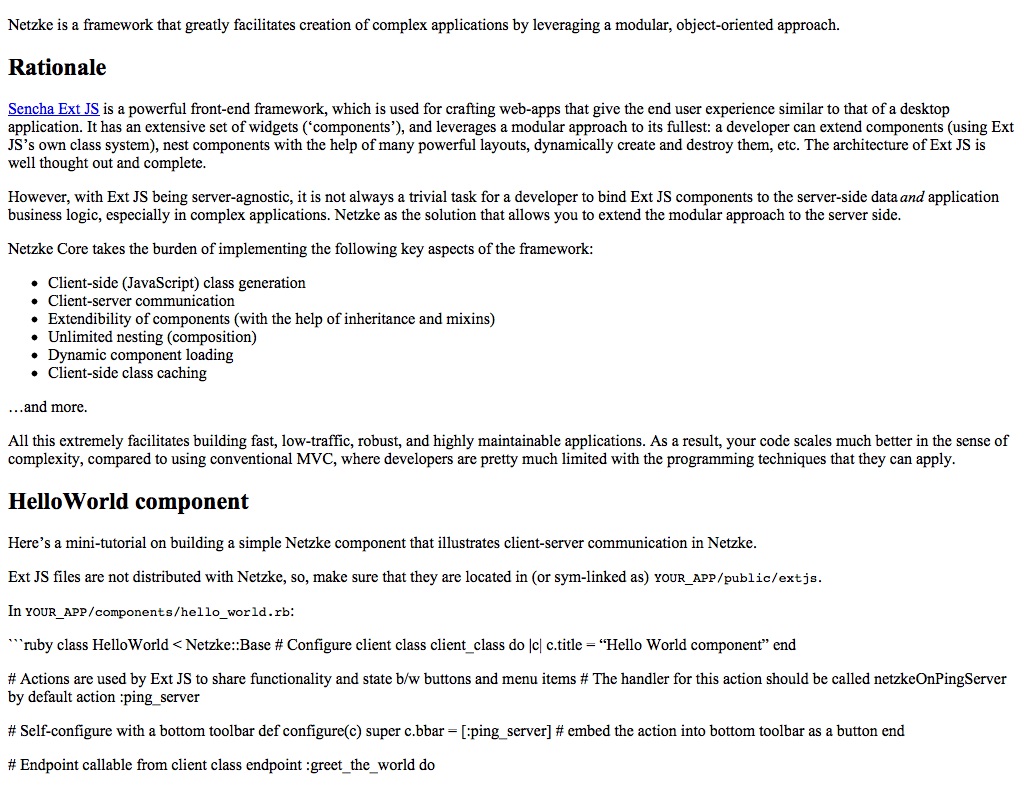 Netzke is a framework that greatly facilitates creation of complex applications by leveraging a modular, object-oriented approach.
Rationale
Sencha Ext JS is a powerful front-end framework, which is used for crafting web-apps that give the end user experience similar to that of a desktop
application. It has an extensive set of widgets (‘components’), and leverages a modular approach to its fullest: a developer can extend components (using Ext
JS’s own class system), nest components with the help of many powerful layouts, dynamically create and destroy them, etc. The architecture of Ext JS is
well thought out and complete.
However, with Ext JS being server-agnostic, it is not always a trivial task for a developer to bind Ext JS components to the server-side data and application
business logic, especially in complex applications. Netzke as the solution that allows you to extend the modular approach to the server side.
Netzke Core takes the burden of implementing the following key aspects of the framework:
• Client-side (JavaScript) class generation
• Client-server communication
• Extendibility of components (with the help of inheritance and mixins)
• Unlimited nesting (composition)
• Dynamic component loading
• Client-side class caching
…and more.
All this extremely facilitates building fast, low-traffic, robust, and highly maintainable applications. As a result, your code scales much better in the sense of
complexity, compared to using conventional MVC, where developers are pretty much limited with the programming techniques that they can apply.
HelloWorld component
Here’s a mini-tutorial on building a simple Netzke component that illustrates client-server communication in Netzke.
Ext JS files are not distributed with Netzke, so, make sure that they are located in (or sym-linked as) YOUR_APP/public/extjs.
In YOUR_APP/components/hello_world.rb:
```ruby class HelloWorld < Netzke::Base # Configure client class client_class do |c| c.title = “Hello World component” end
# Actions are used by Ext JS to share functionality and state b/w buttons and menu items # The handler for this action should be called netzkeOnPingServer
by default action :ping_server
# Self-configure with a bottom toolbar def configure(c) super c.bbar = [:ping_server] # embed the action into bottom toolbar as a button end
# Endpoint callable from client class endpoint :greet_the_world do